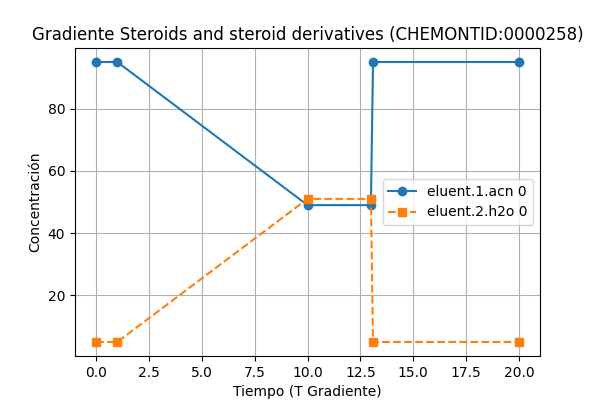 Gradiente Steroids and steroid derivatives (CHEMONTID:0000258)
Concentración
80
60
40
20
eluent.1.acn 0
eluent.2.h2o 0
0.0 2.5 5.0 7.5 10.0 12.5 15.0 17.5 20.0
Tiempo (T Gradiente)